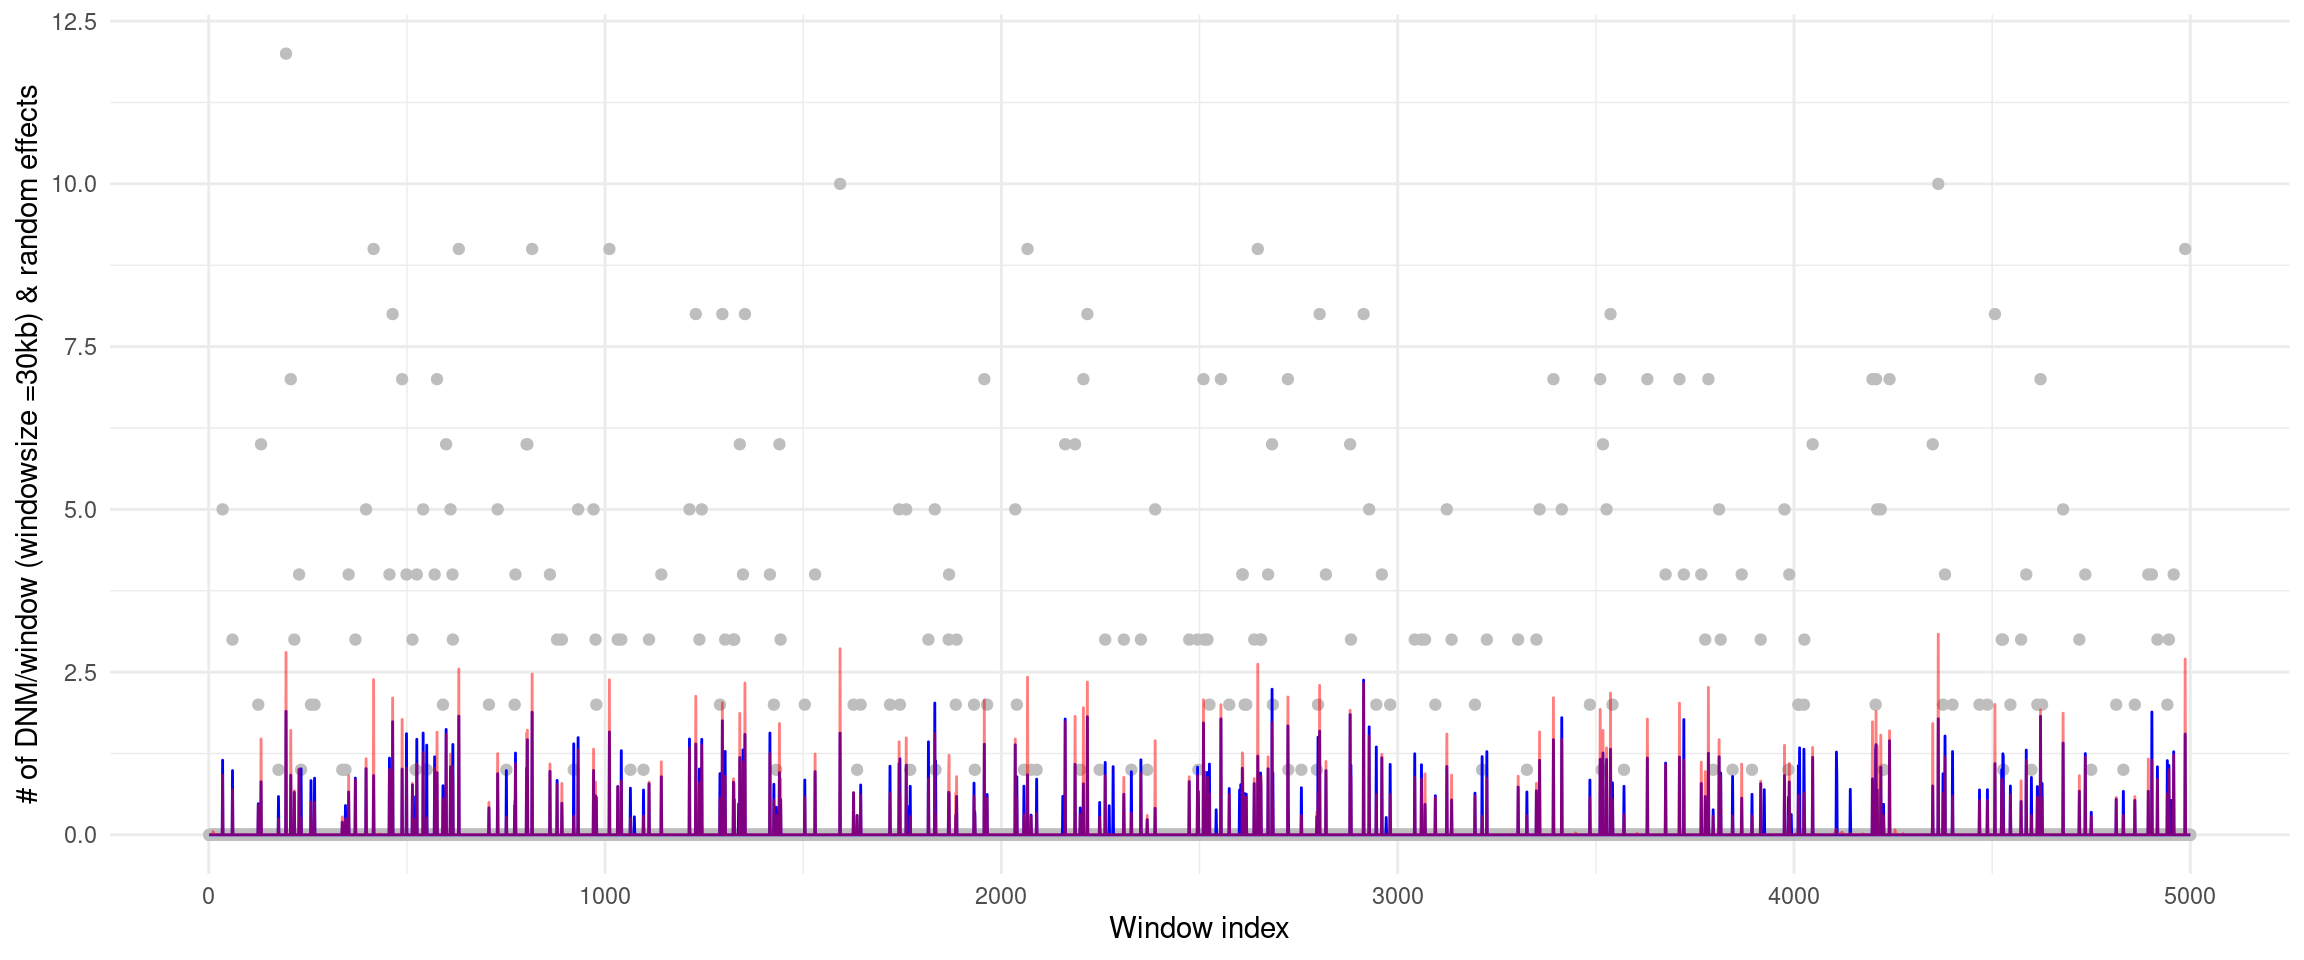 # of DNM/window (windowsize =30kb) & random effects
12.5
10.0
7.5
5.0
2.5
0.0
0 1000 2000 3000 4000 5000
Window index